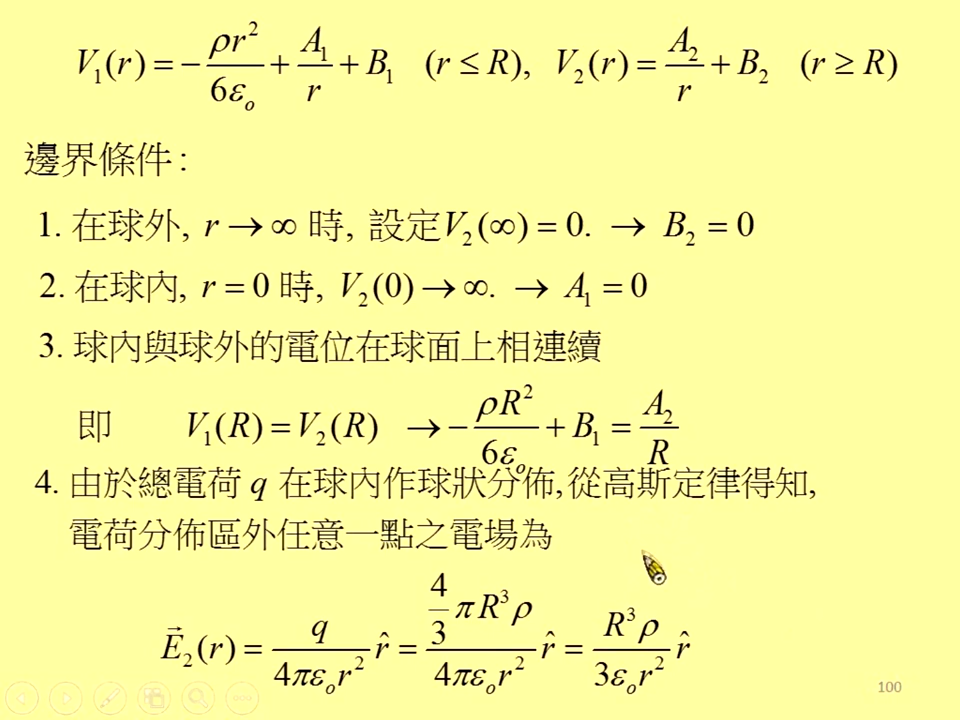 V₁(r) = −ρr²/6εₒ + A₁/r + B₁ (r ≤ R), V₂(r) = A₂/r + B₂ (r ≥ R)
邊界條件:
1. 在球外, r → ∞ 時, 設定V₂(∞) = 0. → B₂ = 0
2. 在球內, r = 0 時, V₂(0) → ∞. → A₁ = 0
3. 球內與球外的電位在球面上相連續
即 V₁(R) = V₂(R) → −ρR²/6εₒ + B₁ = A₂/R
4. 由於總電荷 q 在球內作球狀分佈,從高斯定律得知,
電荷分佈區外任意一點之電場為
E⃗₂(r) = q/4πεₒr² r̂ = (4/3 πR³ρ)/4πεₒr² r̂ = R³ρ/3εₒr² r̂
100